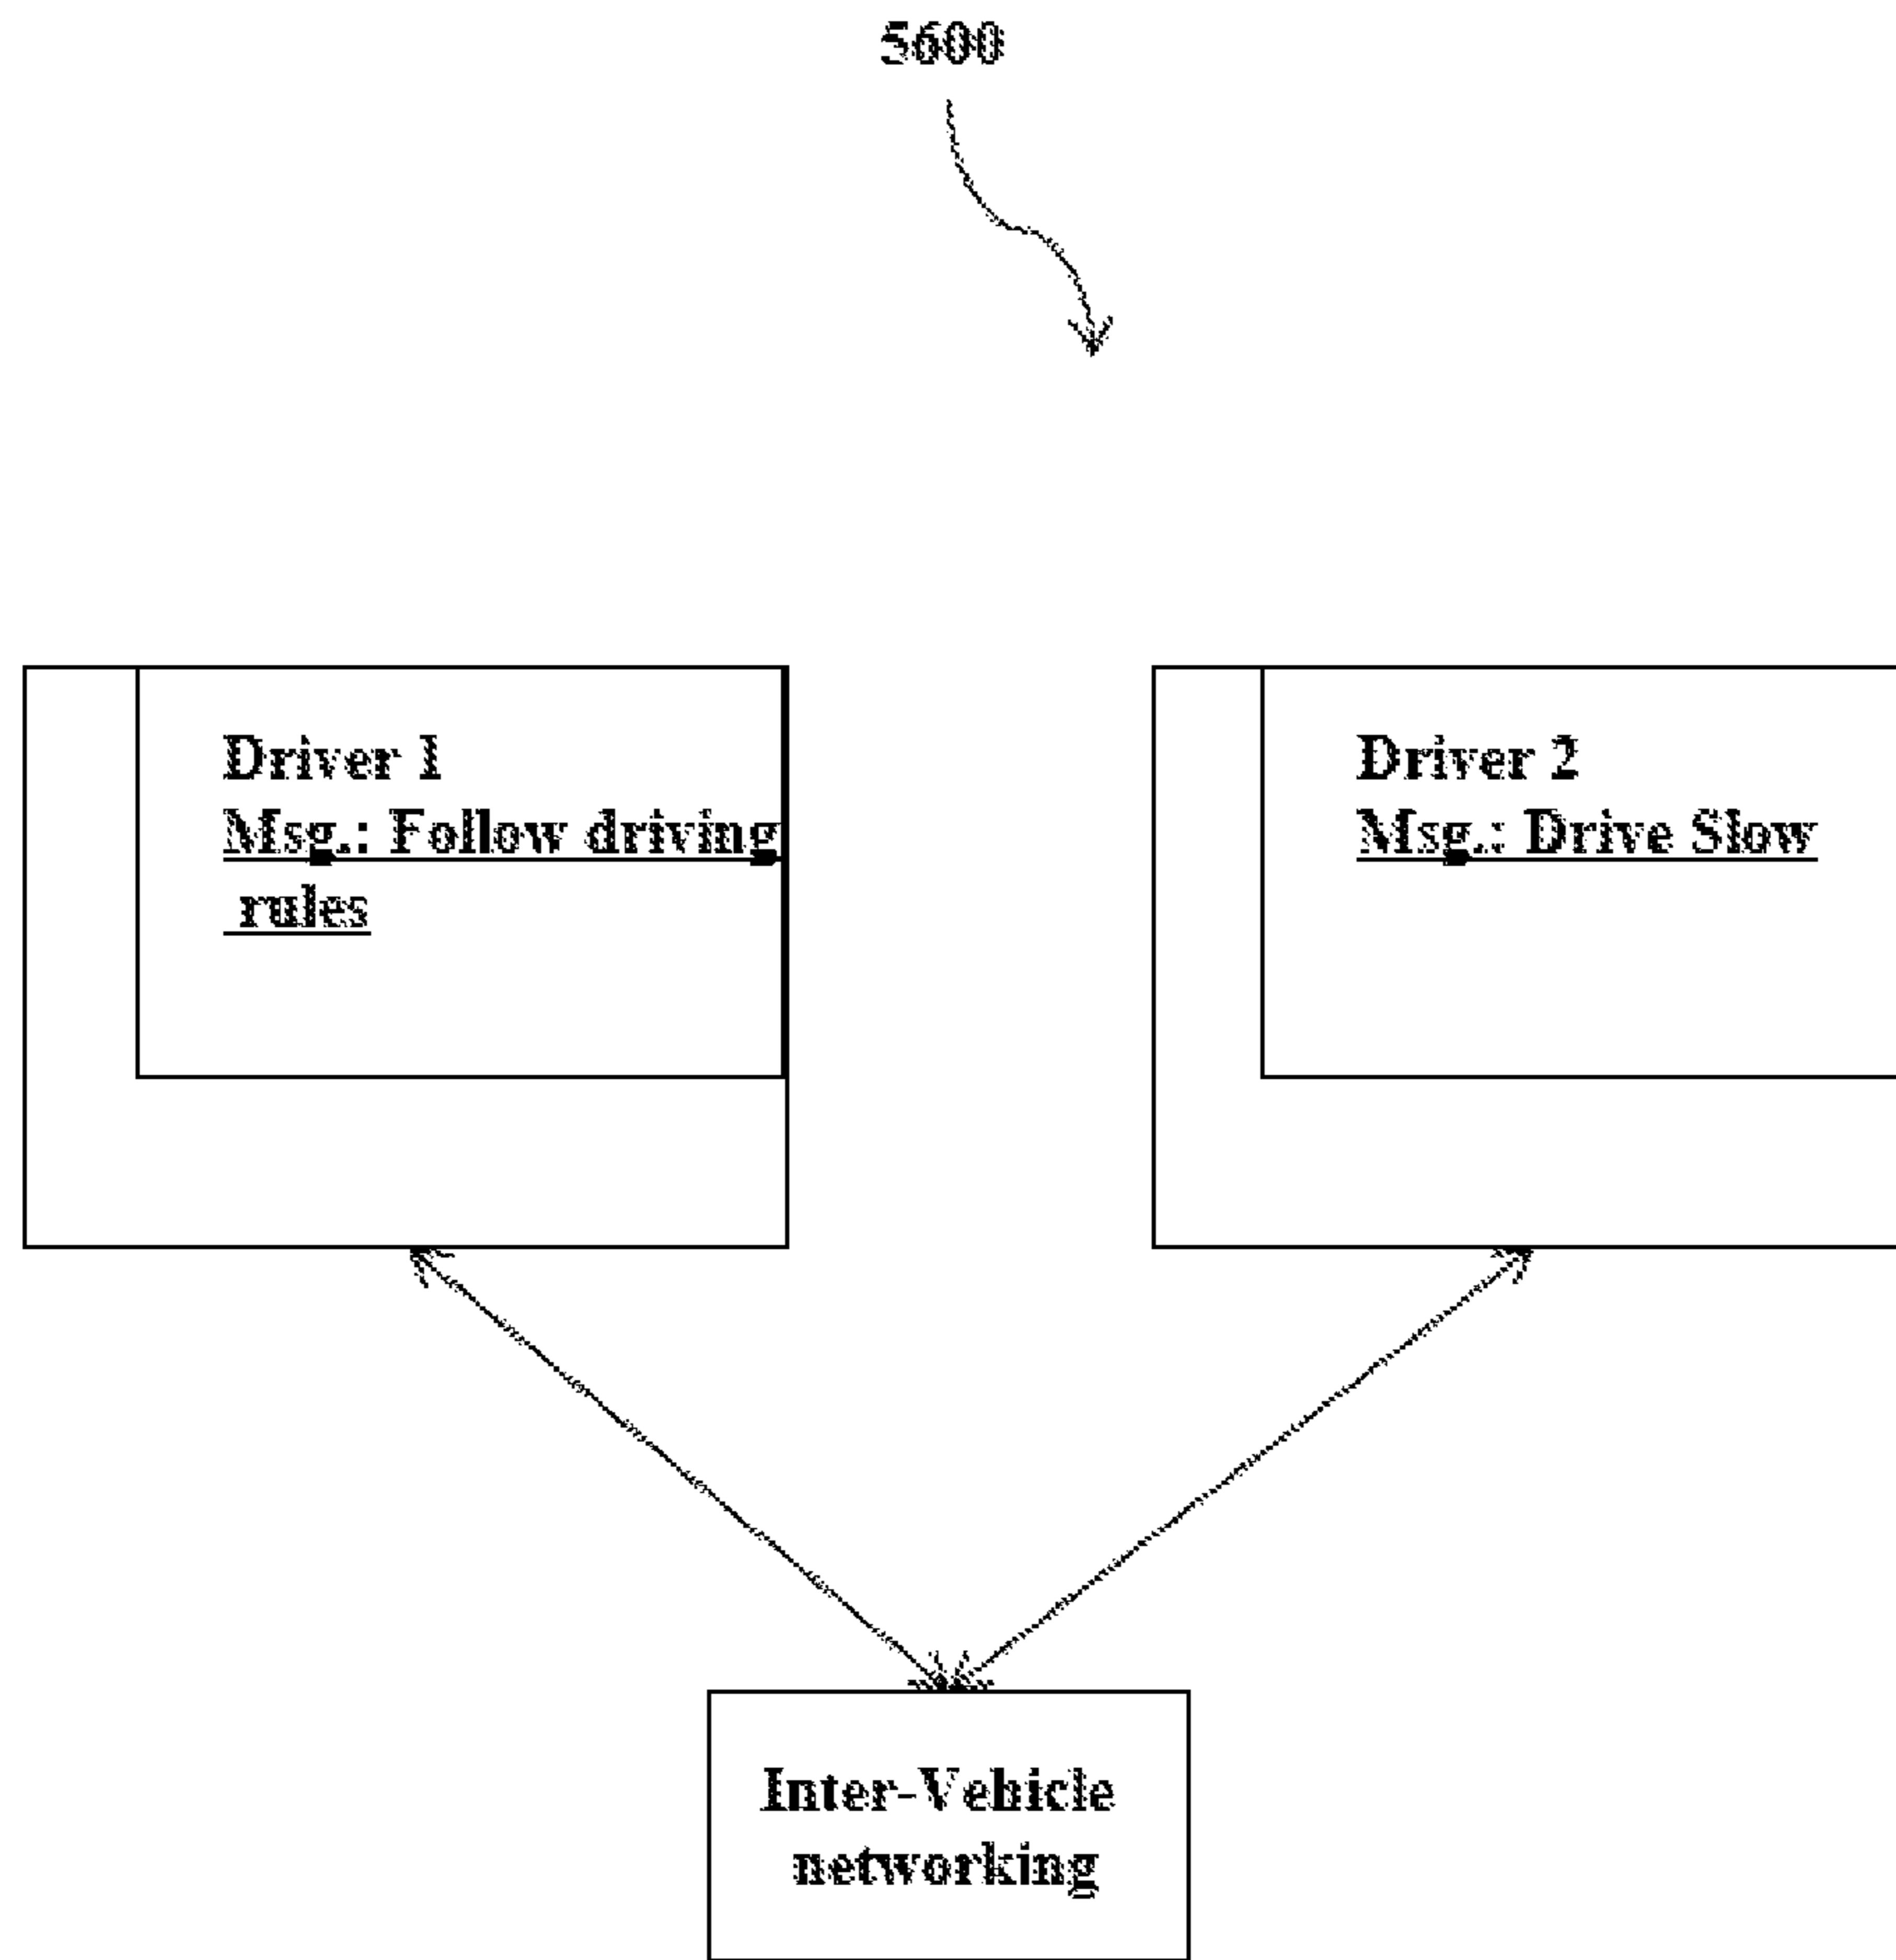 5600
Driver 1
Msg.: Follow driving
rules
Driver 2
Msg.: Drive Slow
Inter-Vehicle
networking